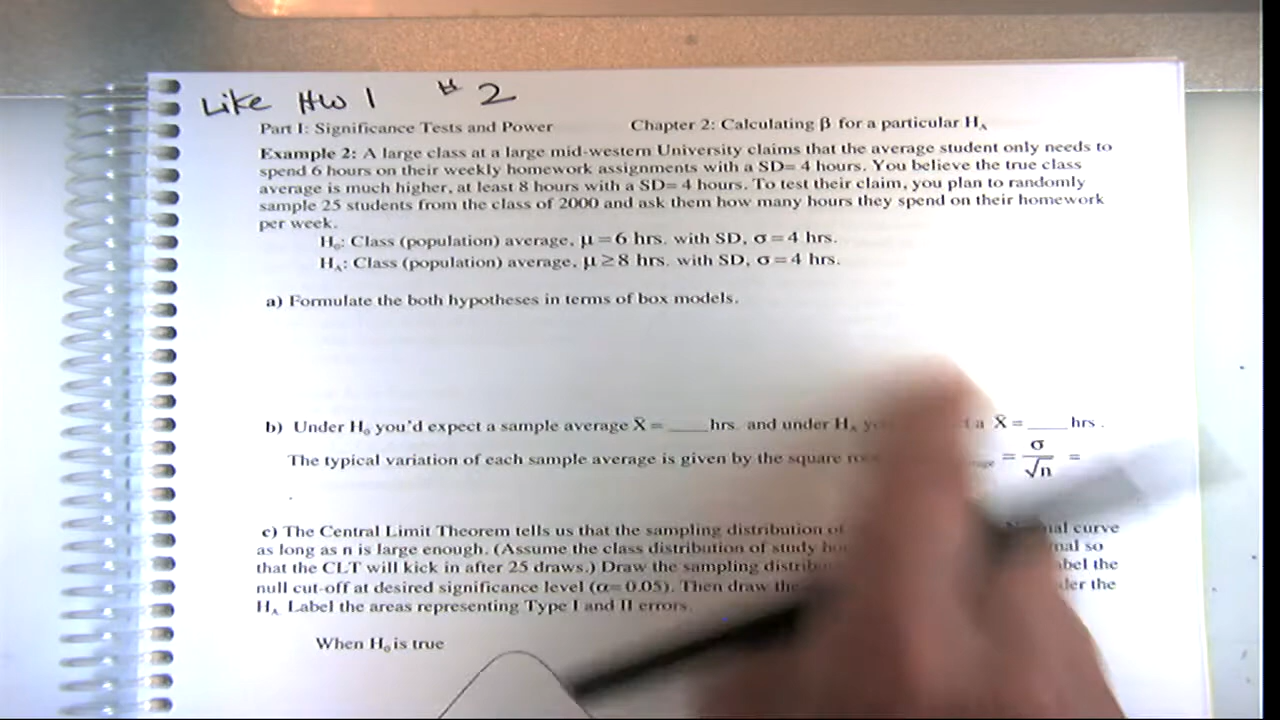 Like HW 1 # 2
Part I: Significance Tests and Power Chapter 2: Calculating β for a particular H_A
Example 2: A large class at a large mid-western University claims that the average student only needs to
spend 6 hours on their weekly homework assignments with a SD= 4 hours. You believe the true class
average is much higher, at least 8 hours with a SD= 4 hours. To test their claim, you plan to randomly
sample 25 students from the class of 2000 and ask them how many hours they spend on their homework
per week.
H₀: Class (population) average, μ = 6 hrs. with SD, σ = 4 hrs.
H_A: Class (population) average, μ ≥ 8 hrs. with SD, σ = 4 hrs.
a) Formulate the both hypotheses in terms of box models.
b) Under H₀ you'd expect a sample average X̄ = ____hrs. and under H_A a X̄ = ____ hrs .
The typical variation of each sample average is given by the square = σ/√n =
c) The Central Limit Theorem tells us that the sampling distribution of curve
as long as n is large enough. (Assume the class distribution of study so
that the CLT will kick in after 25 draws.) Draw the sampling the
null cut-off at desired significance level (α= 0.05). Then draw the the
H_A Label the areas representing Type I and II errors.
When H₀ is true